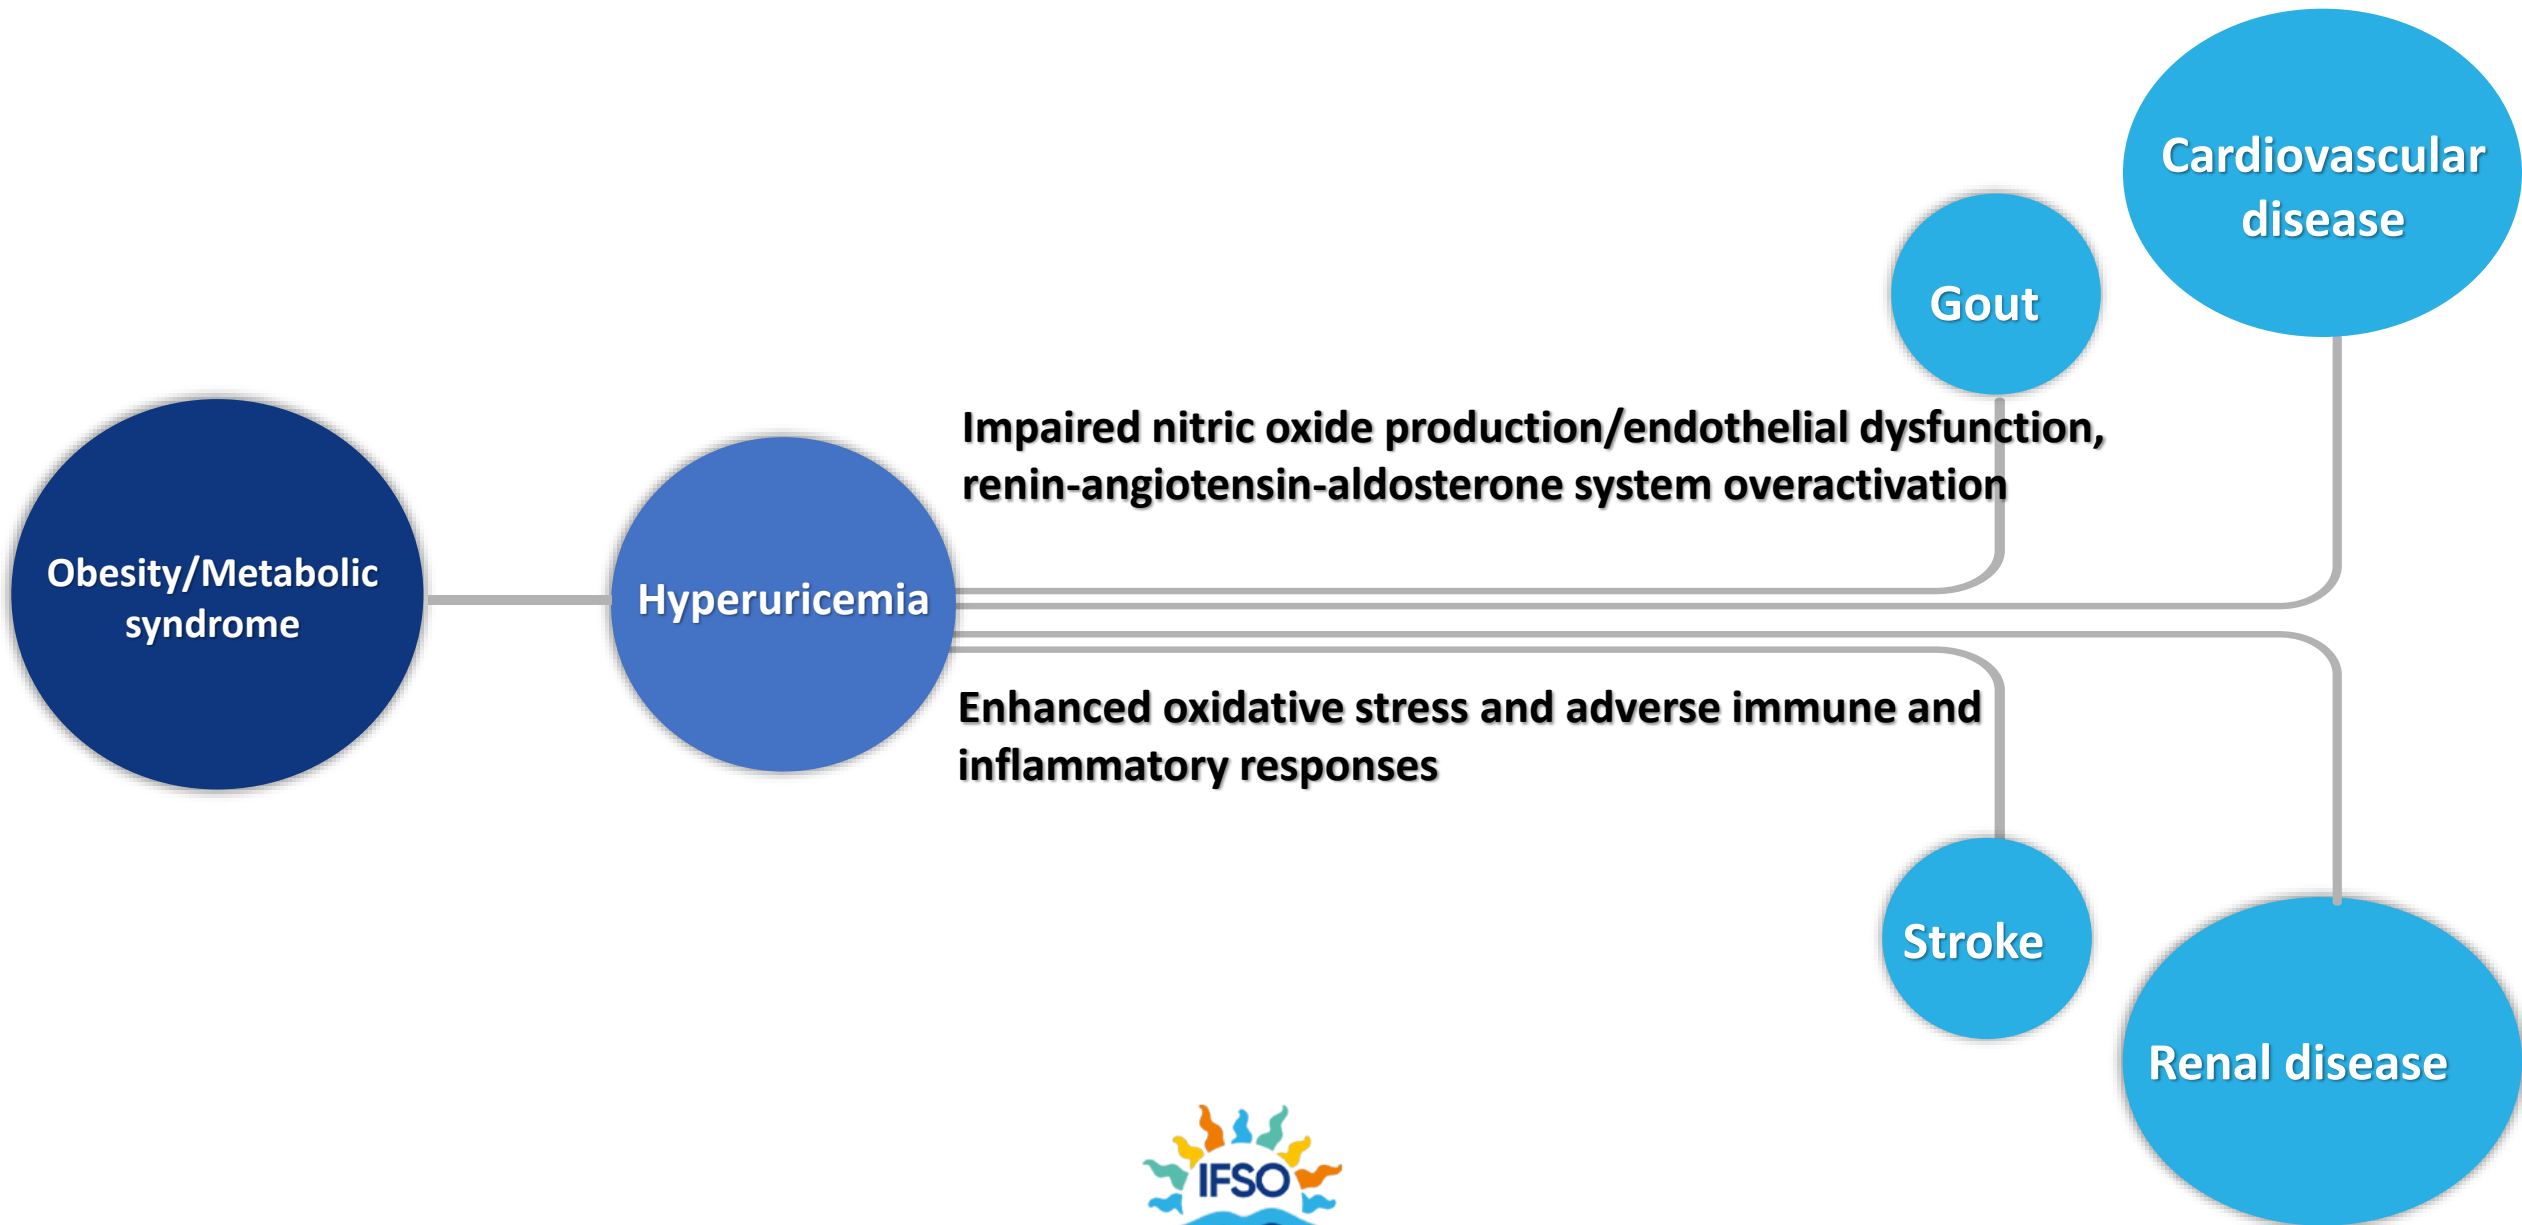 Cardiovascular
disease
Gout
Impaired nitric oxide production/endothelial dysfunction,
renin-angiotensin-aldosterone system overactivation
Obesity/Metabolic
syndrome
Hyperuricemia
Enhanced oxidative stress and adverse immune and
inflammatory responses
Stroke
Renal disease
IFSO